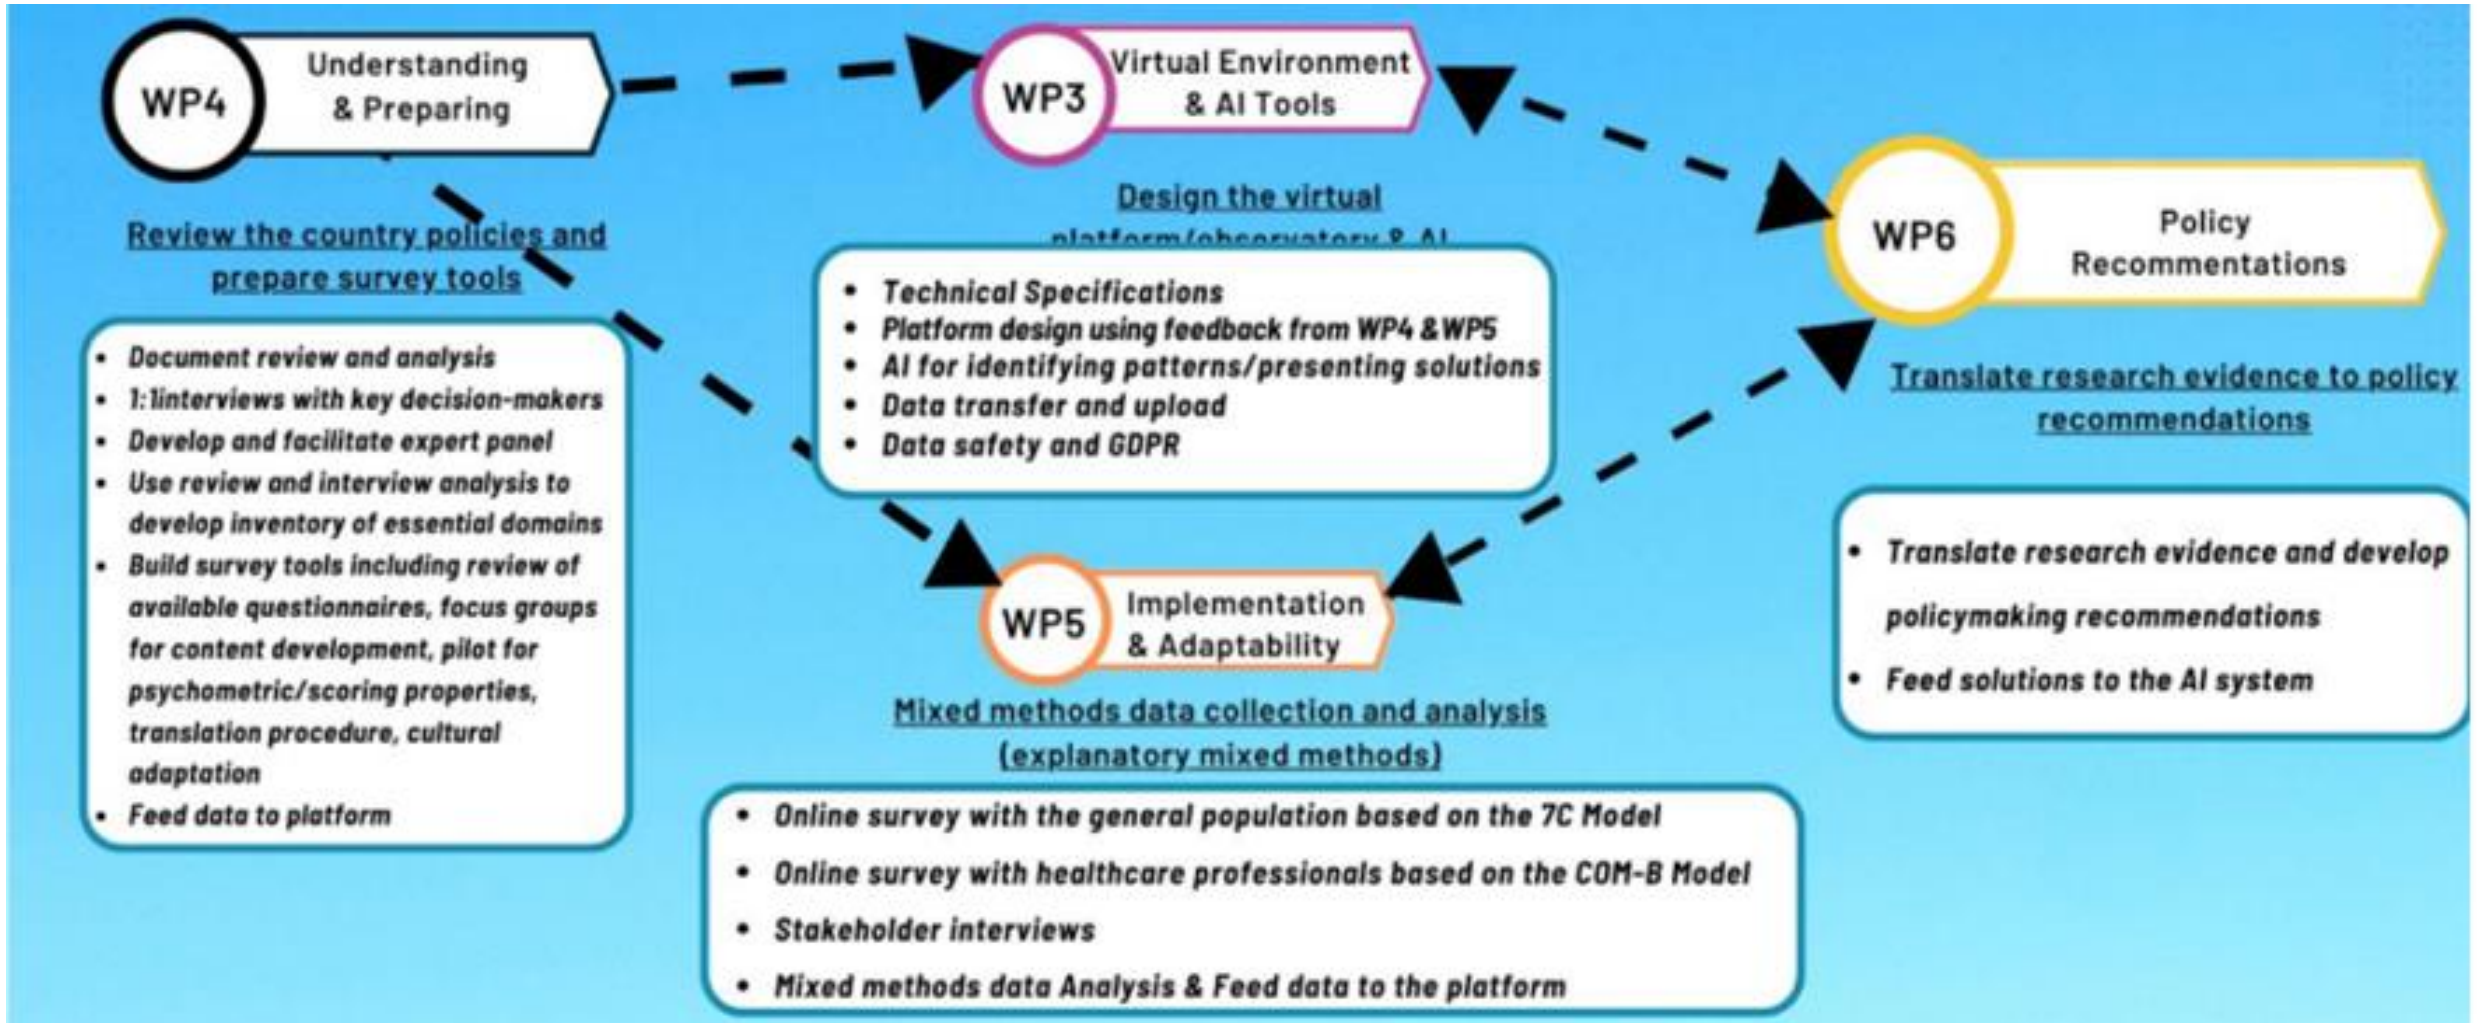 WP4
Understanding
& Preparing
Review the country policies and
prepare survey tools
• Document review and analysis
• 1:1interviews with key decision-makers
• Develop and facilitate expert panel
• Use review and interview analysis to
develop inventory of essential domains
• Build survey tools including review of
available questionnaires, focus groups
for content development, pilot for
psychometric/scoring properties,
translation procedure, cultural
adaptation
• Feed data to platform
WP3
Virtual Environment
& AI Tools
Design the virtual
platform/observatory & AI
• Technical Specifications
• Platform design using feedback from WP4 &WP5
• AI for identifying patterns/presenting solutions
• Data transfer and upload
• Data safety and GDPR
WP5
Implementation
& Adaptability
Mixed methods data collection and analysis
(explanatory mixed methods)
• Online survey with the general population based on the 7C Model
• Online survey with healthcare professionals based on the COM-B Model
• Stakeholder interviews
• Mixed methods data Analysis & Feed data to the platform
WP6
Policy
Recommentations
Translate research evidence to policy
recommendations
• Translate research evidence and develop
policymaking recommendations
• Feed solutions to the AI system